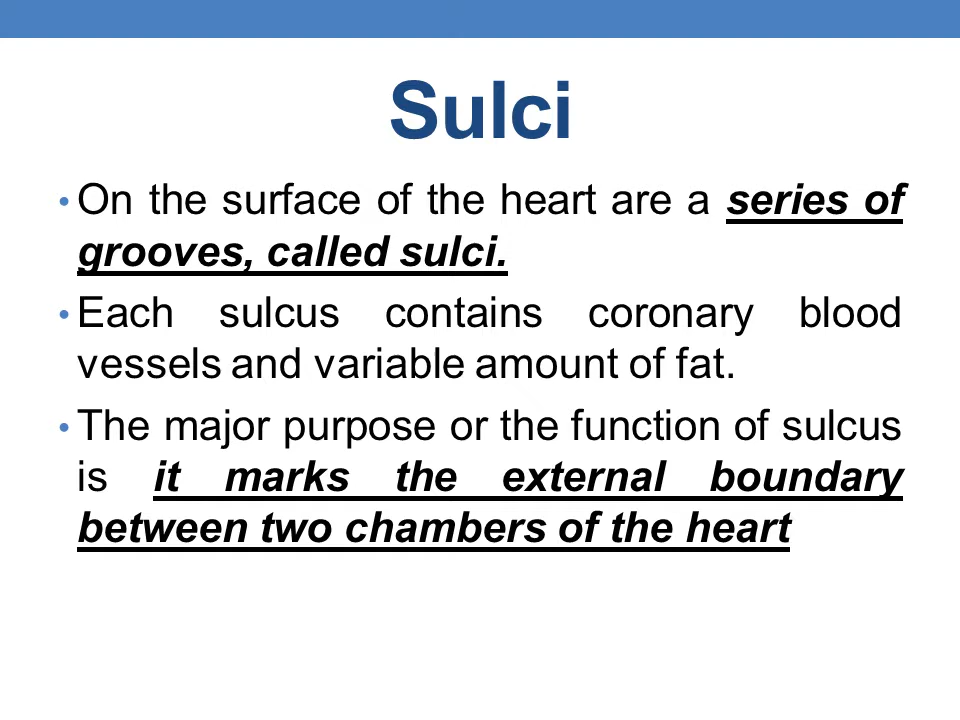 Sulci
• On the surface of the heart are a series of
grooves, called sulci.
• Each sulcus contains coronary blood
vessels and variable amount of fat.
• The major purpose or the function of sulcus
is it marks the external boundary
between two chambers of the heart